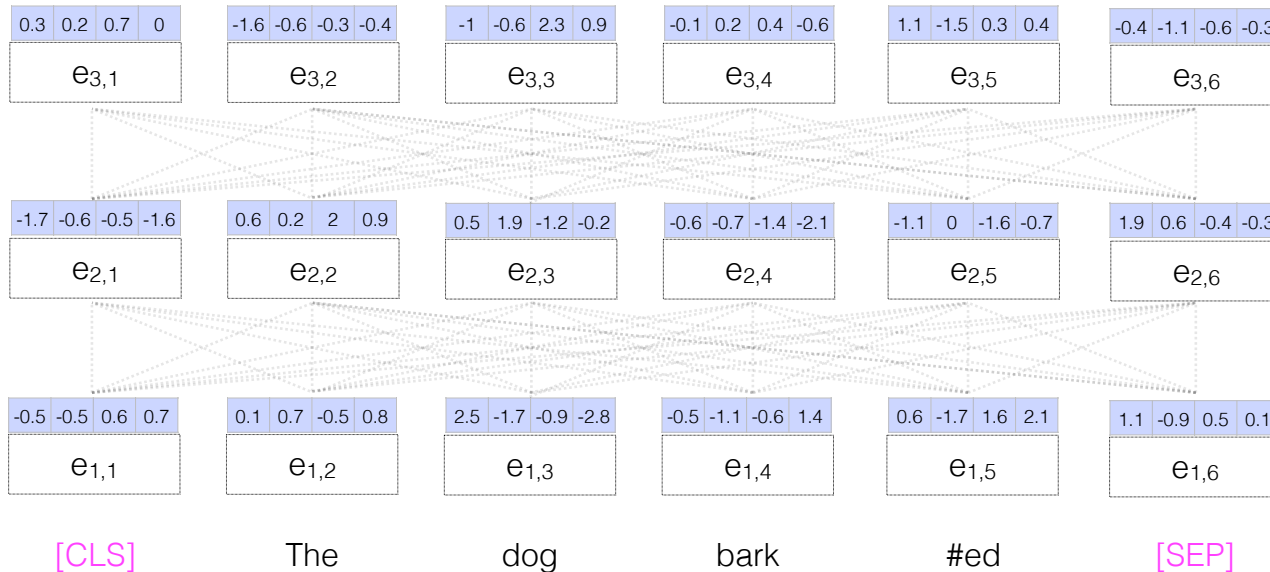 0.3 0.2 0.7 0 -1.6 -0.6 -0.3 -0.4 -1 -0.6 2.3 0.9 -0.1 0.2 0.4 -0.6 1.1 -1.5 0.3 0.4 -0.4 -1.1 -0.6 -0.3
e3,1 e3,2 e3,3 e3,4 e3,5 e3,6
-1.7 -0.6 -0.5 -1.6 0.6 0.2 2 0.9 0.5 1.9 -1.2 -0.2 -0.6 -0.7 -1.4 -2.1 -1.1 0 -1.6 -0.7 1.9 0.6 -0.4 -0.3
e2,1 e2,2 e2,3 e2,4 e2,5 e2,6
-0.5 -0.5 0.6 0.7 0.1 0.7 -0.5 0.8 2.5 -1.7 -0.9 -2.8 -0.5 -1.1 -0.6 1.4 0.6 -1.7 1.6 2.1 1.1 -0.9 0.5 0.1
e1,1 e1,2 e1,3 e1,4 e1,5 e1,6
[CLS] The dog bark #ed [SEP]